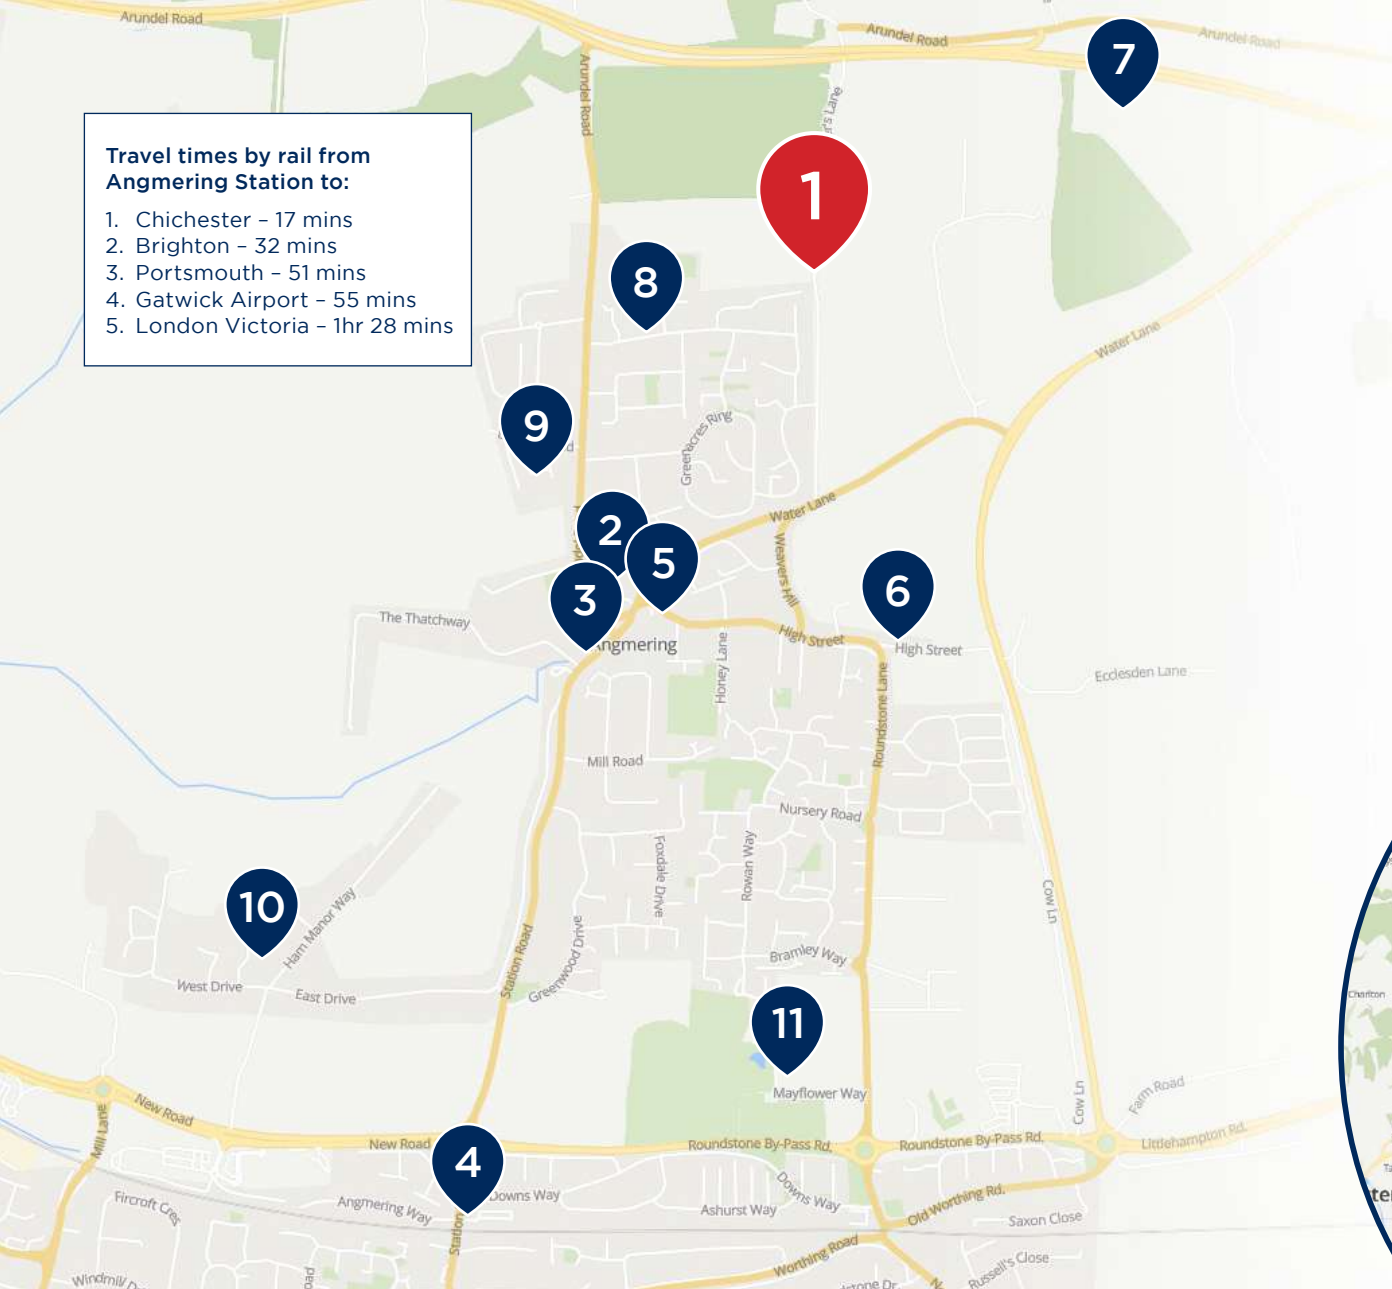 Arundel Road
Arundel Road
Arundel Road
7
Arundel Road
Travel times by rail from
Angmering Station to:
1. Chichester – 17 mins
2. Brighton – 32 mins
3. Portsmouth – 51 mins
4. Gatwick Airport – 55 mins
5. London Victoria – 1hr 28 mins
1
8
Water Lane
9
Greenacres Ring
Water Lane
2
5
Weavers Hill
3
6
The Thatchway
Angmering
High Street
High Street
Honey Lane
Roundstone Lane
Ecclesden Lane
Mill Road
Nursery Road
Foxdale Drive
Rowan Way
10
Ham Manor Way
Cow Ln
Station Road
Greenwood Drive
Bramley Way
West Drive
East Drive
Charlton
11
Mayflower Way
New Road
Mill Lane
Cow Ln
Farm Road
New Road
Roundstone By-Pass Rd.
Roundstone By-Pass Rd.
Littlehampton Rd.
4
Fircroft Cres
Angmering Way
Downs Way
Downs Way
Ashurst Way
Old Worthing Rd.
Saxon Close
Station
Worthing Road
Russell's Close
Windmill